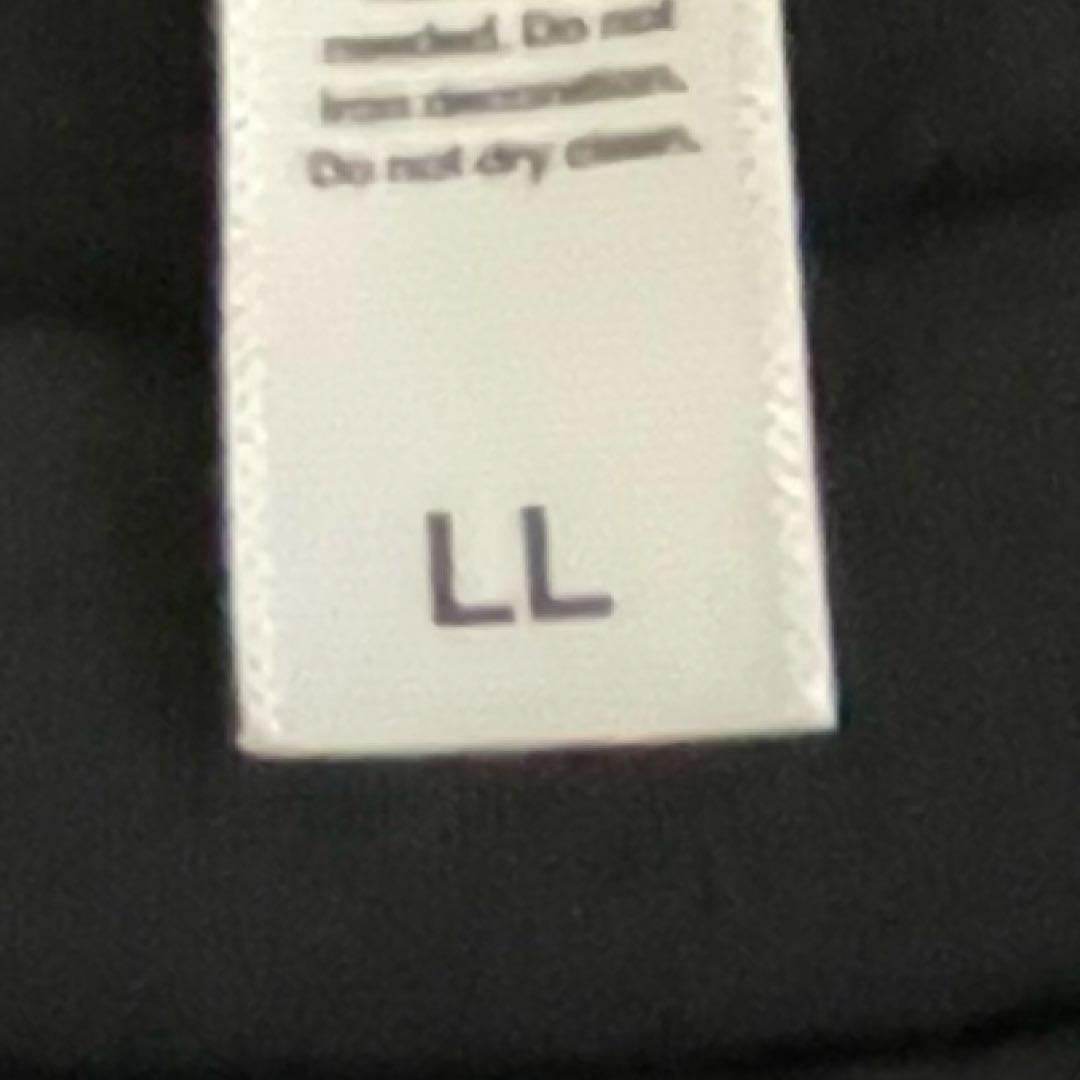 needed. Do not
iron decoration.
Do not dry clean.
LL